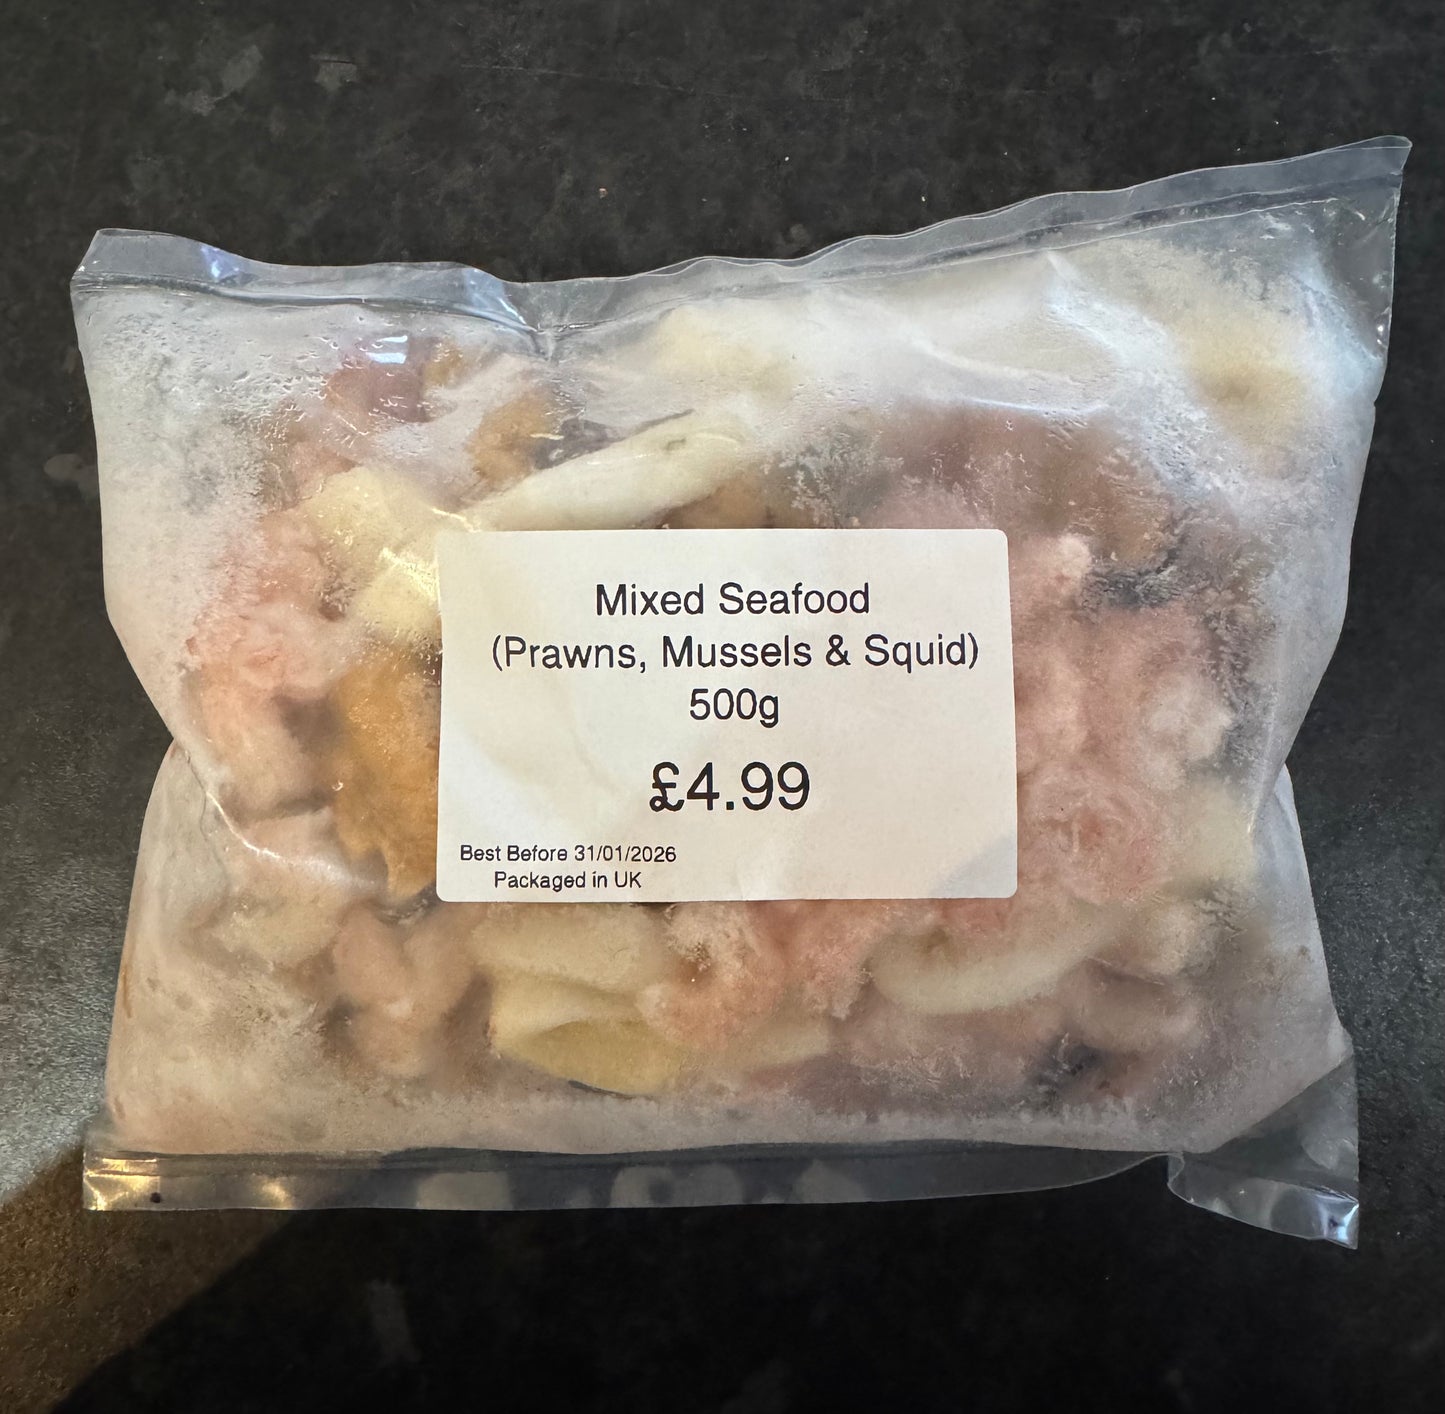 Mixed Seafood
(Prawns, Mussels & Squid)
500g
£4.99
Best Before 31/01/2026
Packaged in UK